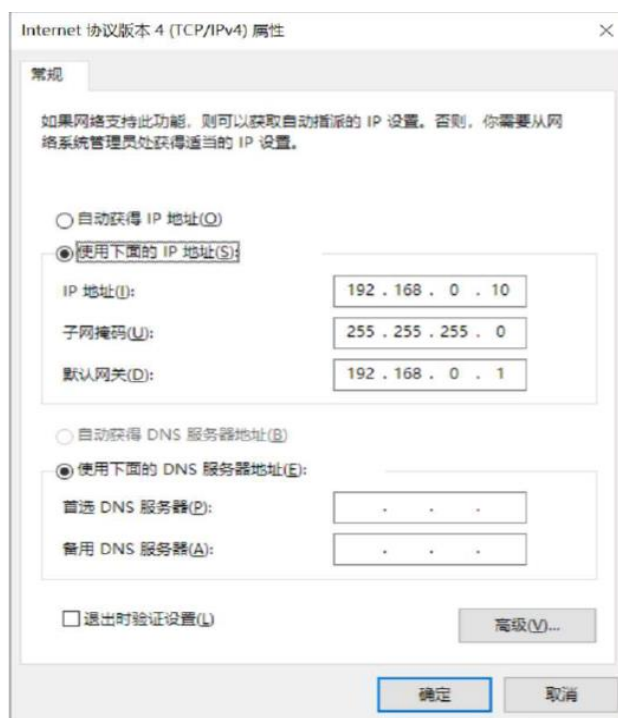 Internet 协议版本 4 (TCP/IPv4) 属性
常规
如果网络支持此功能，则可以获取自动指派的 IP 设置。否则，你需要从网
络系统管理员处获得适当的 IP 设置。
自动获得 IP 地址(O)
使用下面的 IP 地址(S):
IP 地址(I): 192 . 168 . 0 . 10
子网掩码(U): 255 . 255 . 255 . 0
默认网关(D): 192 . 168 . 0 . 1
自动获得 DNS 服务器地址(B)
使用下面的 DNS 服务器地址(E):
首选 DNS 服务器(P): . . .
备用 DNS 服务器(A): . . .
退出时验证设置(L)
高级(V)...
确定 取消